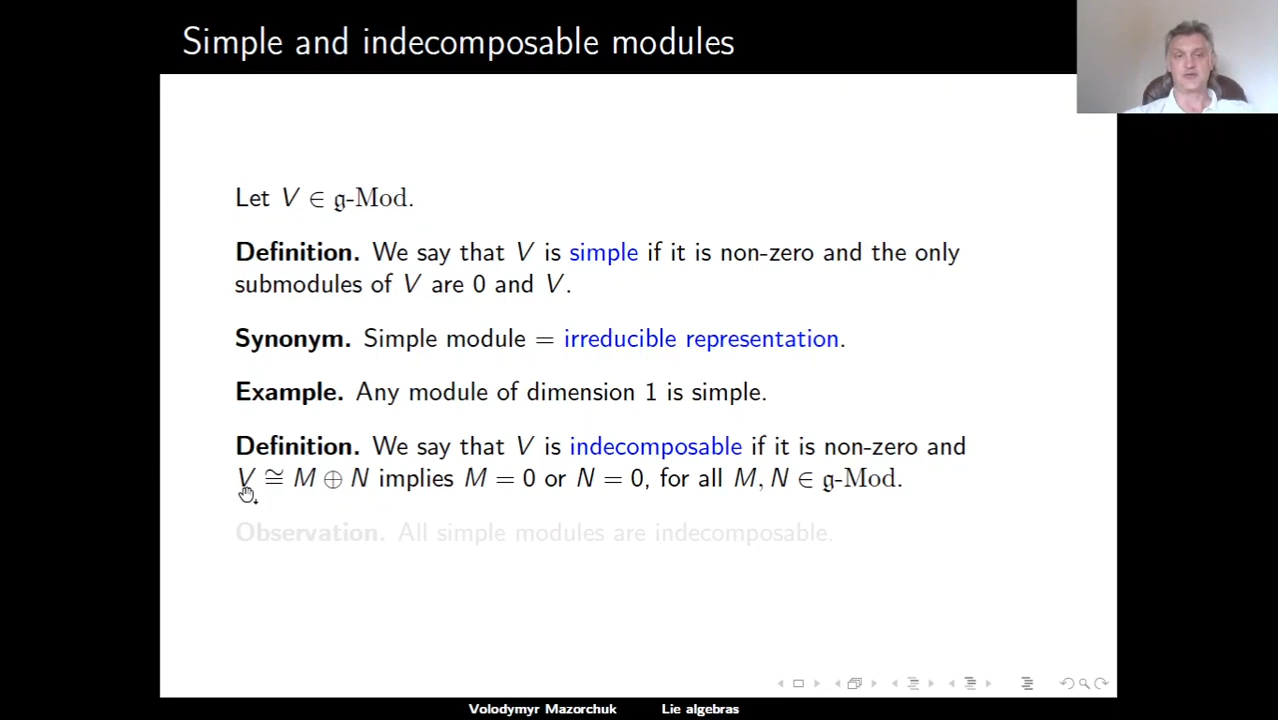 Simple and indecomposable modules
Let V ∈ 𝔤-Mod.
Definition. We say that V is simple if it is non-zero and the only
submodules of V are 0 and V.
Synonym. Simple module = irreducible representation.
Example. Any module of dimension 1 is simple.
Definition. We say that V is indecomposable if it is non-zero and
V ≅ M ⊕ N implies M = 0 or N = 0, for all M, N ∈ 𝔤-Mod.
Observation. All simple modules are indecomposable.
Volodymyr Mazorchuk Lie algebras